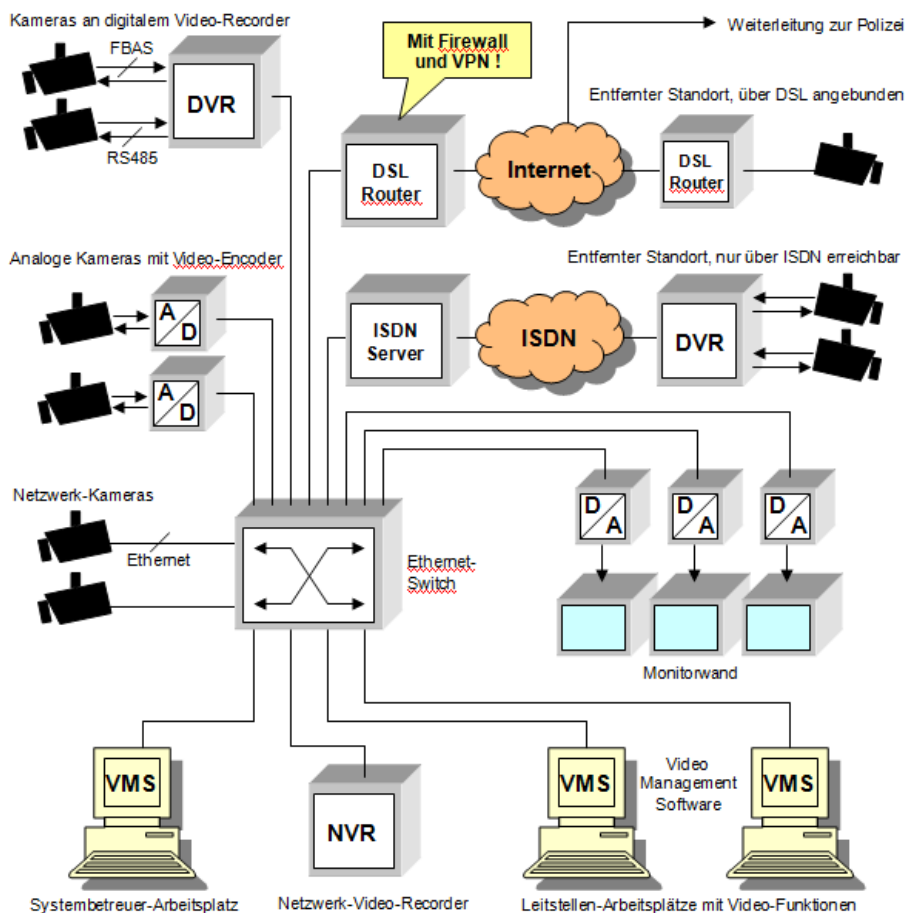 Kameras an digitalem Video-Recorder
FBAS
DVR
RS485
Mit Firewall
und VPN !
Weiterleitung zur Polizei
Entfernter Standort, über DSL angebunden
DSL
Router
Internet
DSL
Router
Analoge Kameras mit Video-Encoder
A
D
A
D
Entfernter Standort, nur über ISDN erreichbar
ISDN
Server
ISDN
DVR
Netzwerk-Kameras
Ethernet
Ethernet-
Switch
D
A
D
A
D
A
Monitorwand
VMS
Systembetreuer-Arbeitsplatz
NVR
Netzwerk-Video-Recorder
VMS
Video
Management
Software
VMS
Leitstellen-Arbeitsplätze mit Video-Funktionen